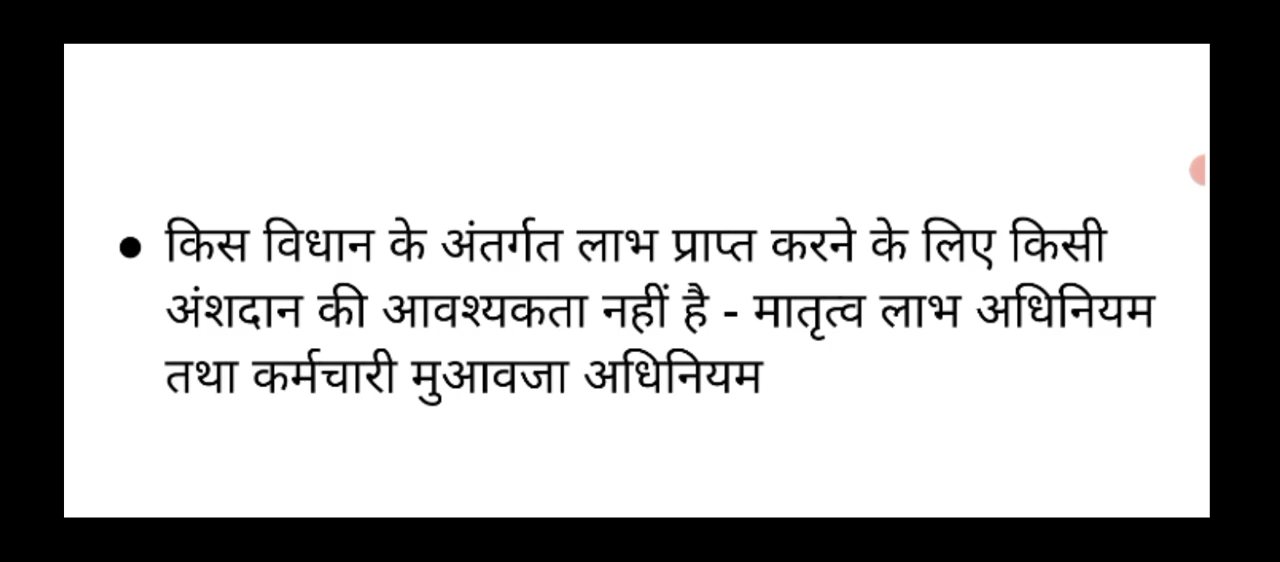 • किस विधान के अंतर्गत लाभ प्राप्त करने के लिए किसी
अंशदान की आवश्यकता नहीं है - मातृत्व लाभ अधिनियम
तथा कर्मचारी मुआवजा अधिनियम